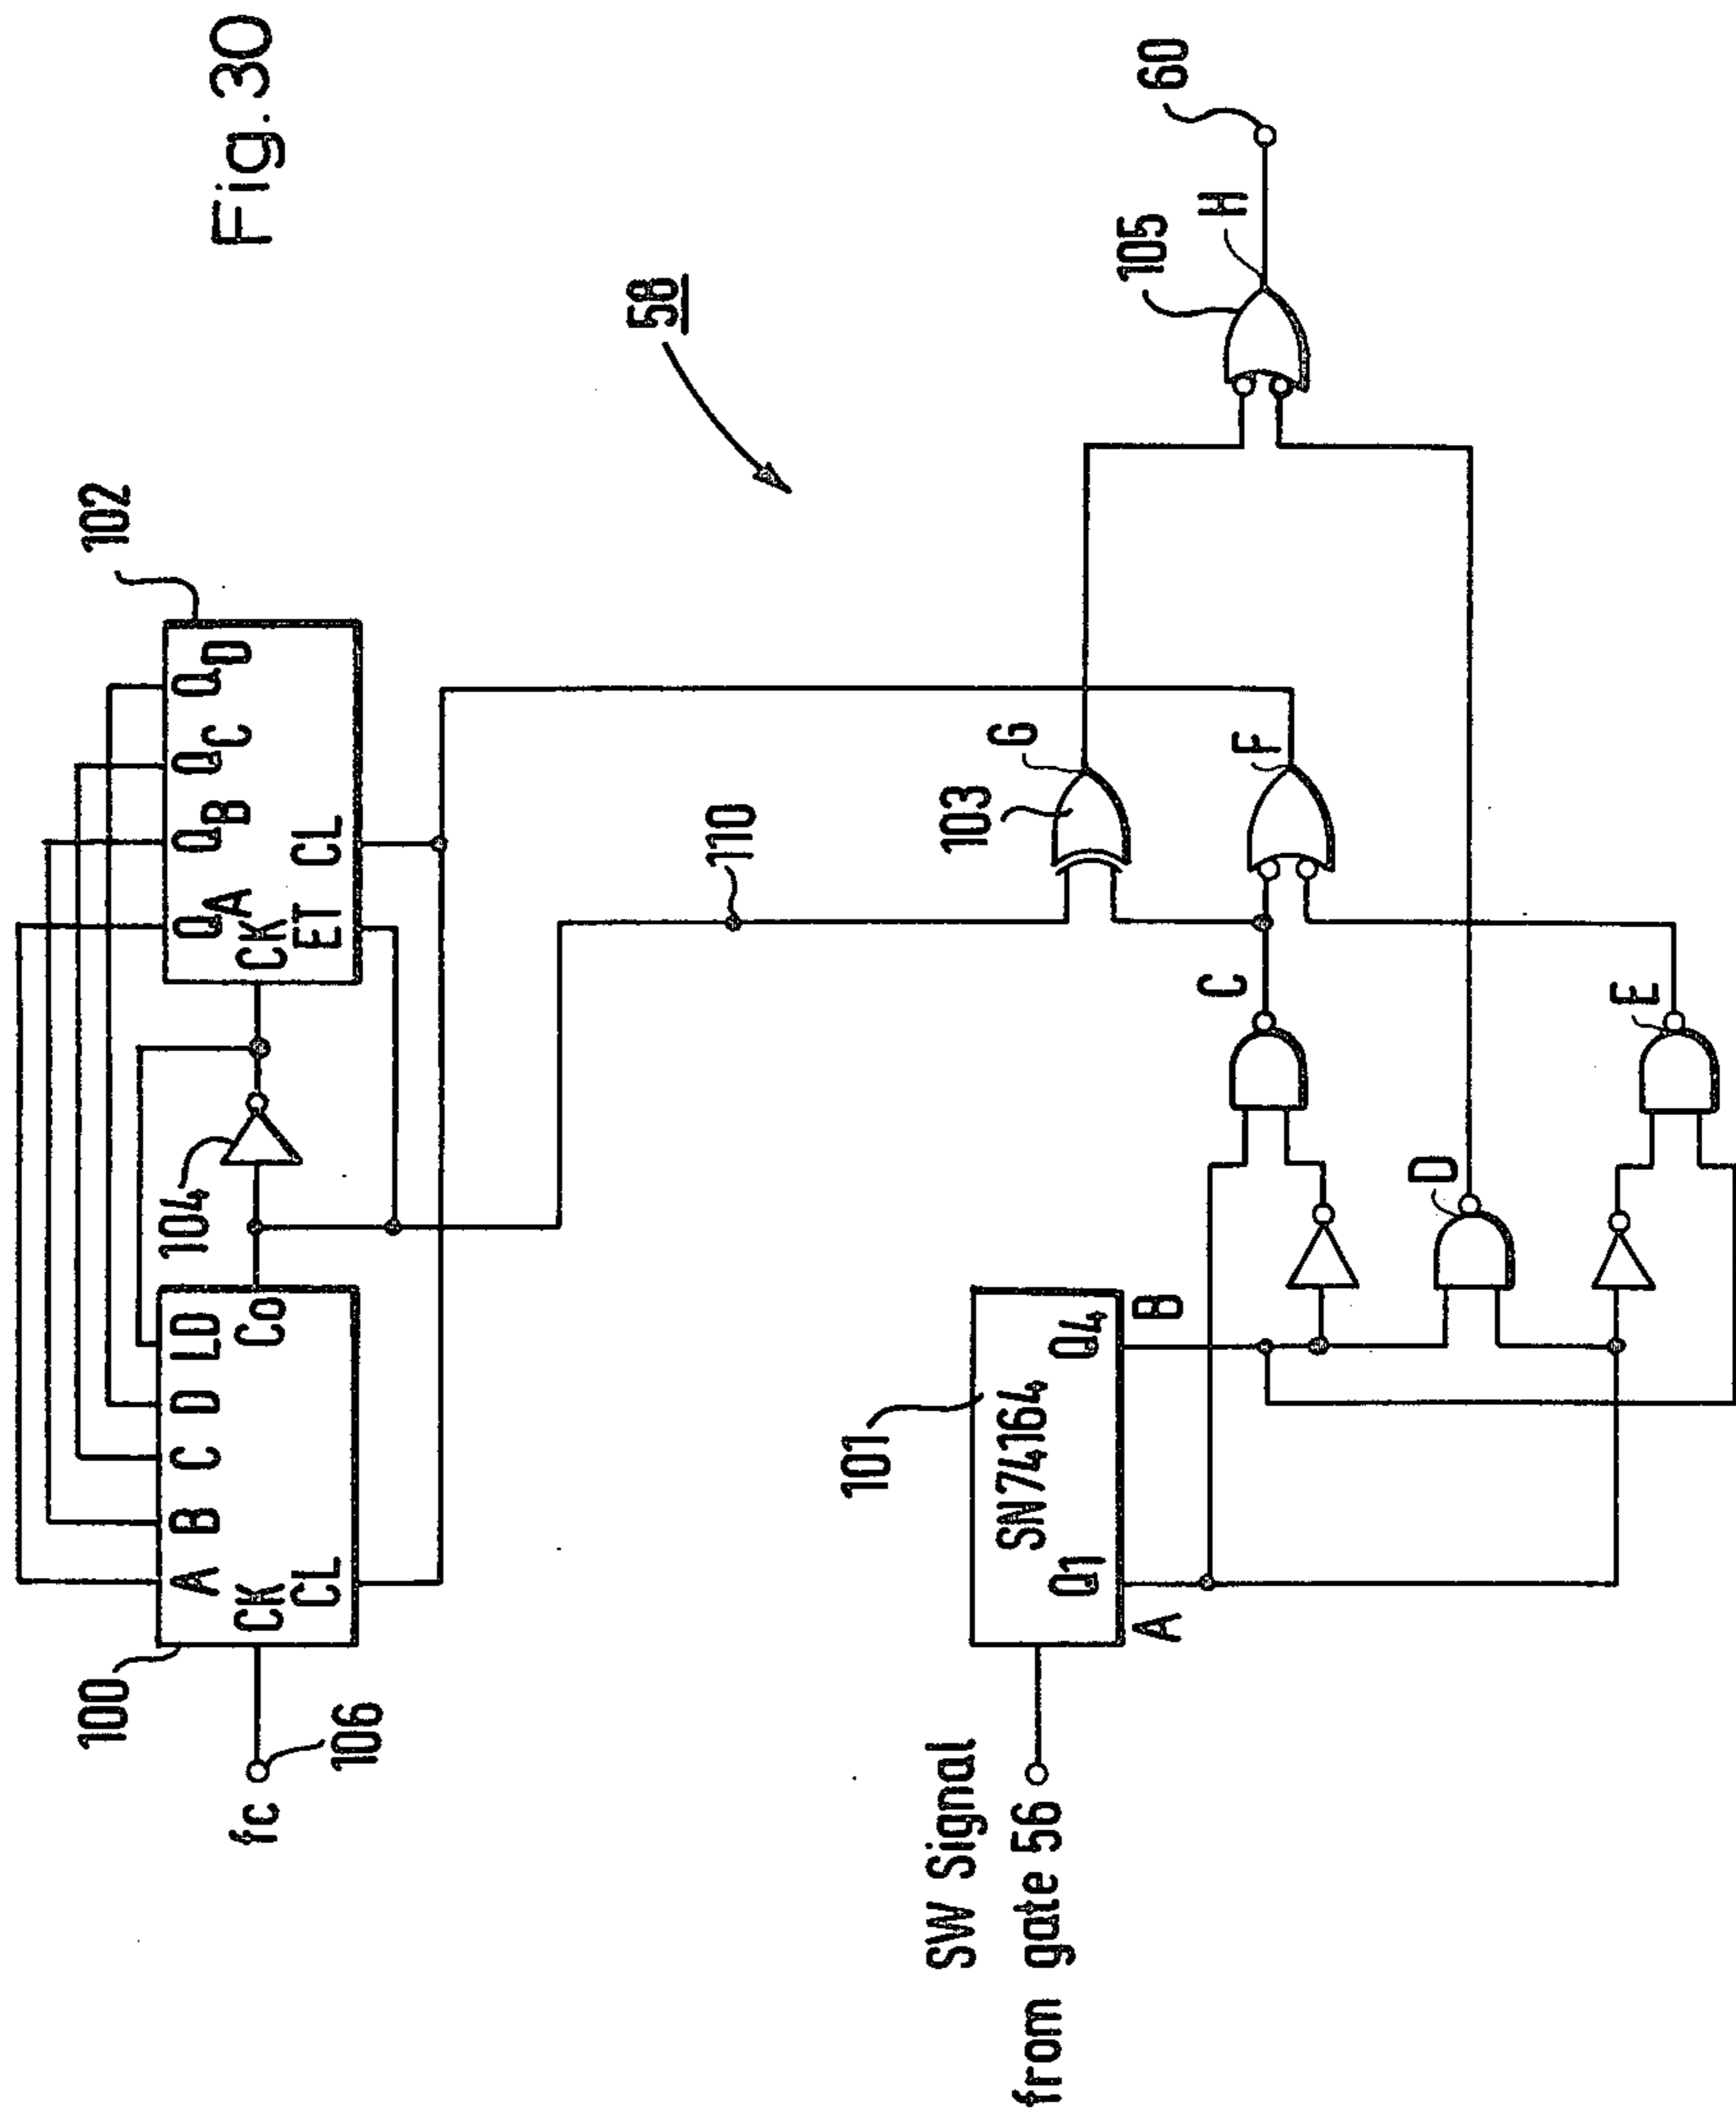 Fig. 30
102
QA QB QC QD
CK
ET CL
104
100
A B C D LD
CK Co
CL
fc
106
58
110
103
G
F
105
H
60
C
E
D
101
SN74164
Q1 Q4
A
B
SW Signal
from gate 56